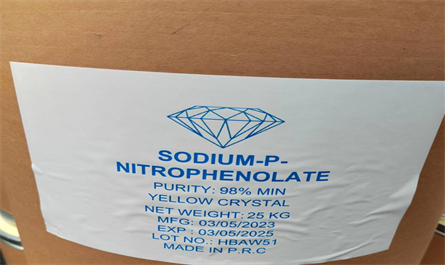 SODIUM-P-
NITROPHENOLATE
PURITY: 98% MIN
YELLOW CRYSTAL
NET WEIGHT: 25 KG
MFG: 03/05/2023
EXP : 03/05/2025
LOT NO.: HBAW51
MADE IN P.R.C